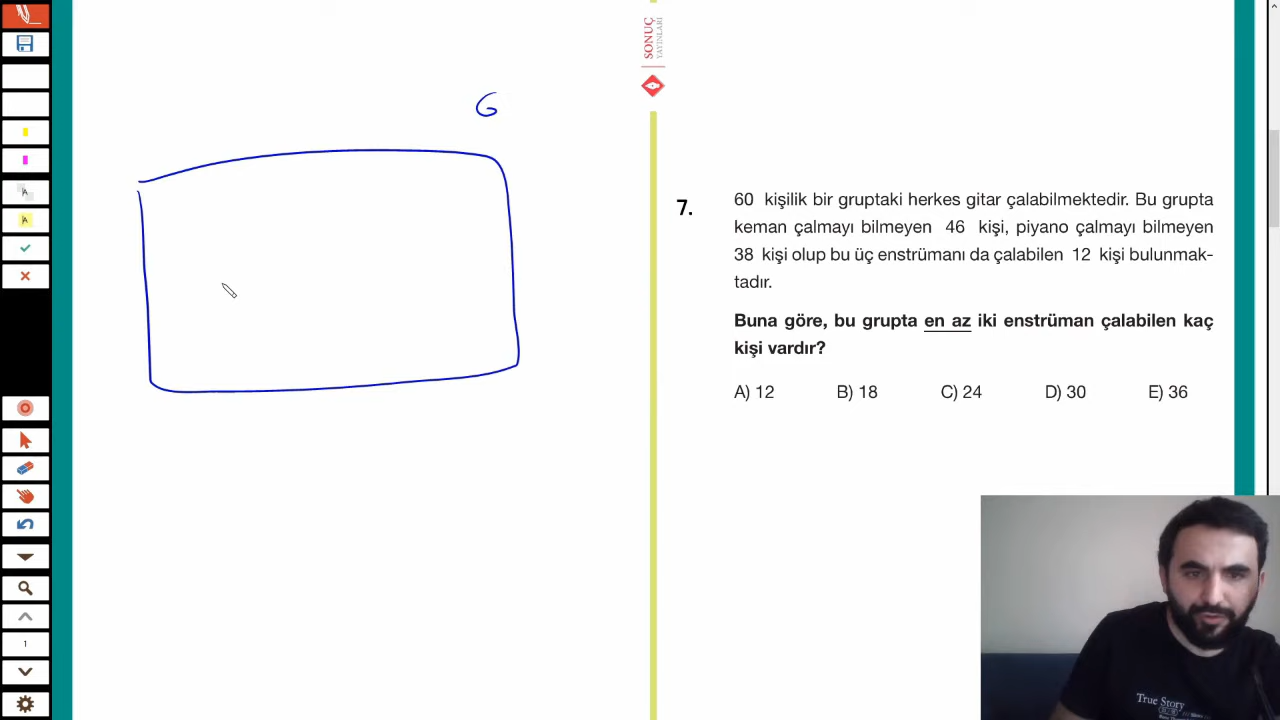 SONUÇ
YAYINLARI
G
7.
60 kişilik bir gruptaki herkes gitar çalabilmektedir. Bu grupta
keman çalmayı bilmeyen 46 kişi, piyano çalmayı bilmeyen
38 kişi olup bu üç enstrümanı da çalabilen 12 kişi bulunmak-
tadır.
Buna göre, bu grupta en az iki enstrüman çalabilen kaç
kişi vardır?
A) 12 B) 18 C) 24 D) 30 E) 36
A
A
1
True Story